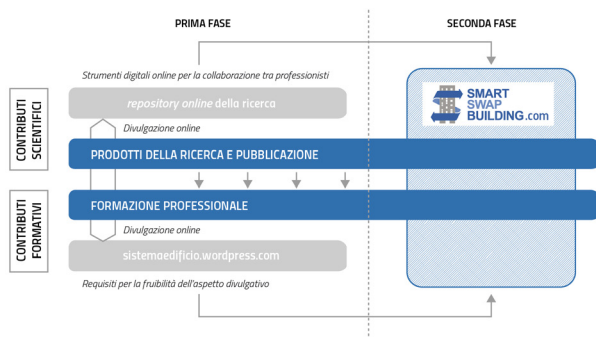 PRIMA FASE
SECONDA FASE
Strumenti digitali online per la collaborazione tra professionisti
repository online della ricerca
SMART
SWAP
BUILDING.com
CONTRIBUTI
SCIENTIFICI
Divulgazione online
PRODOTTI DELLA RICERCA E PUBBLICAZIONE
CONTRIBUTI
FORMATIVI
FORMAZIONE PROFESSIONALE
Divulgazione online
sistemaedificio.wordpress.com
Requisiti per la fruibilità dell'aspetto divulgativo